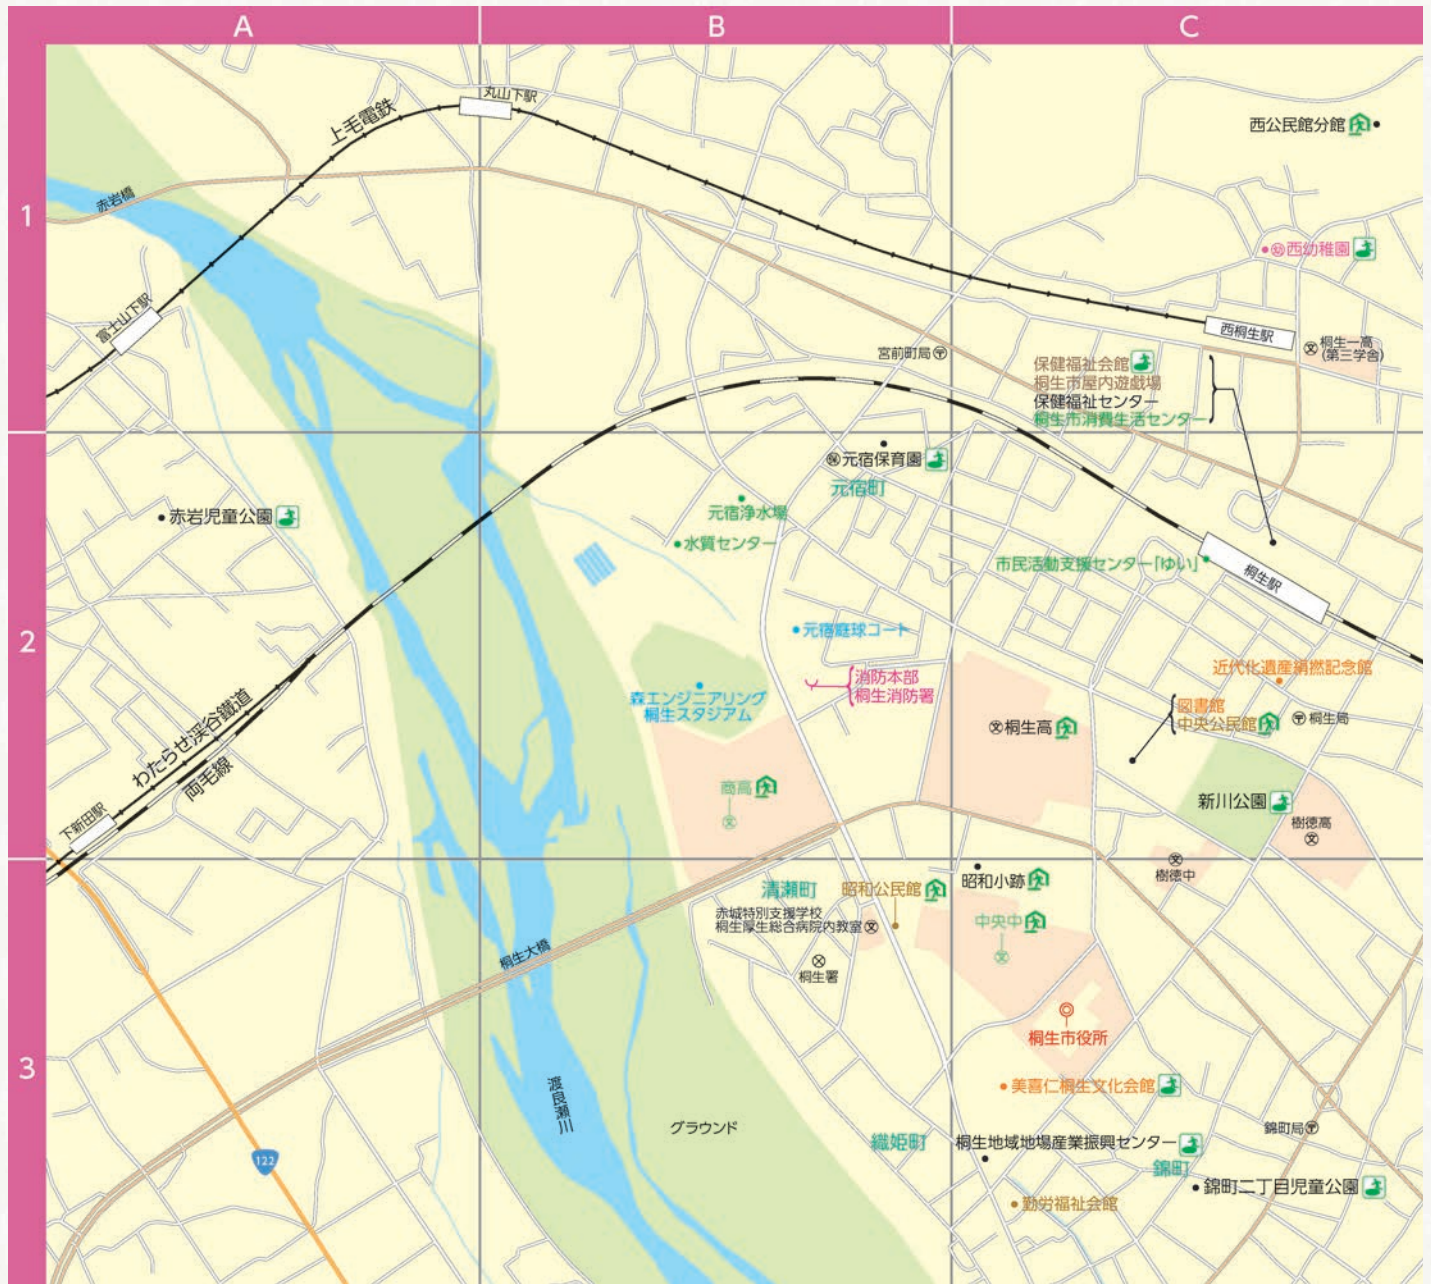 A
B
C
1
2
3
丸山下駅
上毛電鉄
西公民館分館
赤岩橋
㊌西幼稚園
富士山下駅
西桐生駅
桐生一高
(第三学舎)
宮前町局
保健福祉会館
桐生市屋内遊戯場
保健福祉センター
桐生市消費生活センター
元宿保育園
元宿町
元宿浄水場
水質センター
赤岩児童公園
市民活動支援センター「ゆい」
桐生駅
元宿庭球コート
消防本部
桐生消防署
近代化遺産絹撚記念館
森エンジニアリング
桐生スタジアム
図書館
中央公民館
桐生局
桐生高
わたらせ渓谷鐵道
両毛線
商高
新川公園
樹徳高
下新田駅
樹徳中
清瀬町
昭和公民館
昭和小跡
赤城特別支援学校
桐生厚生総合病院内教室
中央中
桐生大橋
桐生署
桐生市役所
美喜仁桐生文化会館
渡良瀬川
グラウンド
織姫町
桐生地域地場産業振興センター
錦町局
錦町
122
錦町二丁目児童公園
勤労福祉会館